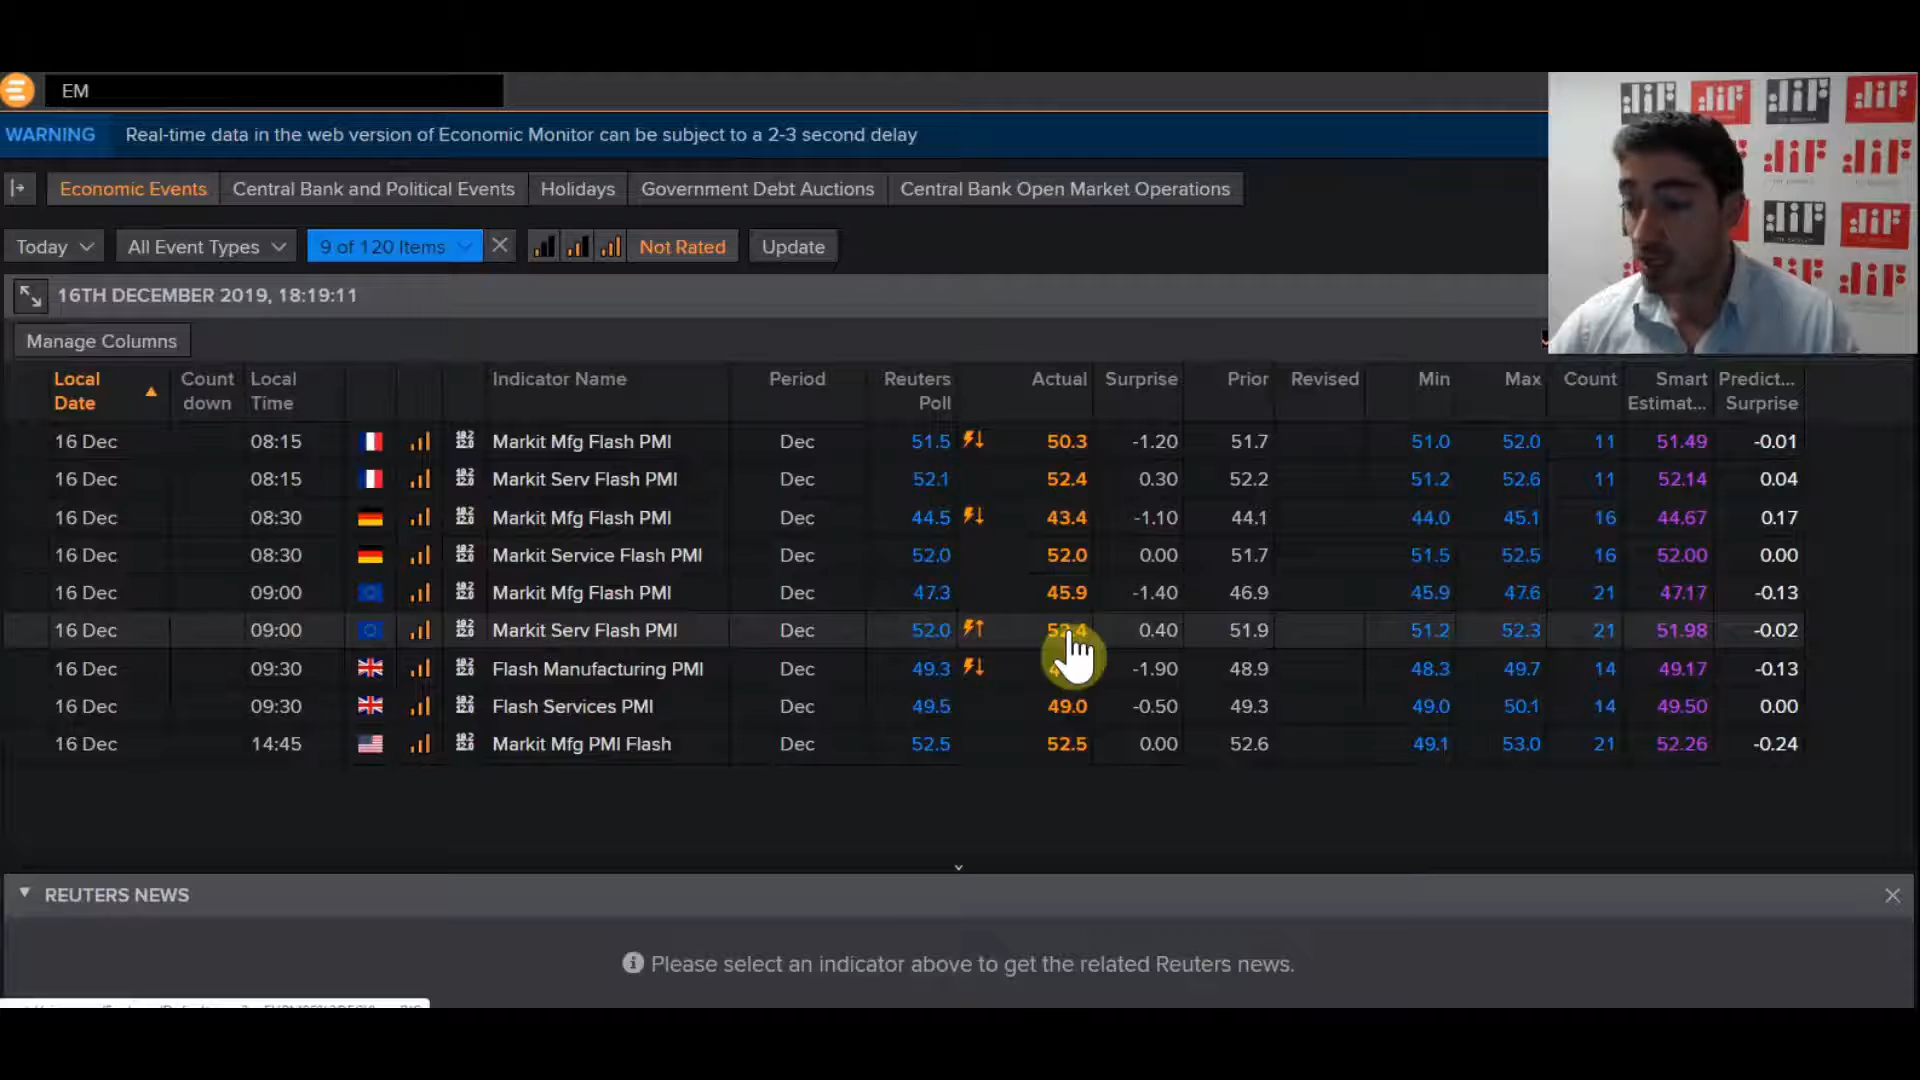 EM
WARNING Real-time data in the web version of Economic Monitor can be subject to a 2-3 second delay
Economic Events Central Bank and Political Events Holidays Government Debt Auctions Central Bank Open Market Operations
Today All Event Types 9 of 120 Items Not Rated Update
16TH DECEMBER 2019, 18:19:11
Manage Columns
Local Date Count down Local Time Indicator Name Period Reuters Poll Actual Surprise Prior Revised Min Max Count Smart Estimat... Predict... Surprise
16 Dec 08:15 Markit Mfg Flash PMI Dec 51.5 50.3 -1.20 51.7 51.0 52.0 11 51.49 -0.01
16 Dec 08:15 Markit Serv Flash PMI Dec 52.1 52.4 0.30 52.2 51.2 52.6 11 52.14 0.04
16 Dec 08:30 Markit Mfg Flash PMI Dec 44.5 43.4 -1.10 44.1 44.0 45.1 16 44.67 0.17
16 Dec 08:30 Markit Service Flash PMI Dec 52.0 52.0 0.00 51.7 51.5 52.5 16 52.00 0.00
16 Dec 09:00 Markit Mfg Flash PMI Dec 47.3 45.9 -1.40 46.9 45.9 47.6 21 47.17 -0.13
16 Dec 09:00 Markit Serv Flash PMI Dec 52.0 52.4 0.40 51.9 51.2 52.3 21 51.98 -0.02
16 Dec 09:30 Flash Manufacturing PMI Dec 49.3 -1.90 48.9 48.3 49.7 14 49.17 -0.13
16 Dec 09:30 Flash Services PMI Dec 49.5 49.0 -0.50 49.3 49.0 50.1 14 49.50 0.00
16 Dec 14:45 Markit Mfg PMI Flash Dec 52.5 52.5 0.00 52.6 49.1 53.0 21 52.26 -0.24
REUTERS NEWS
Please select an indicator above to get the related Reuters news.